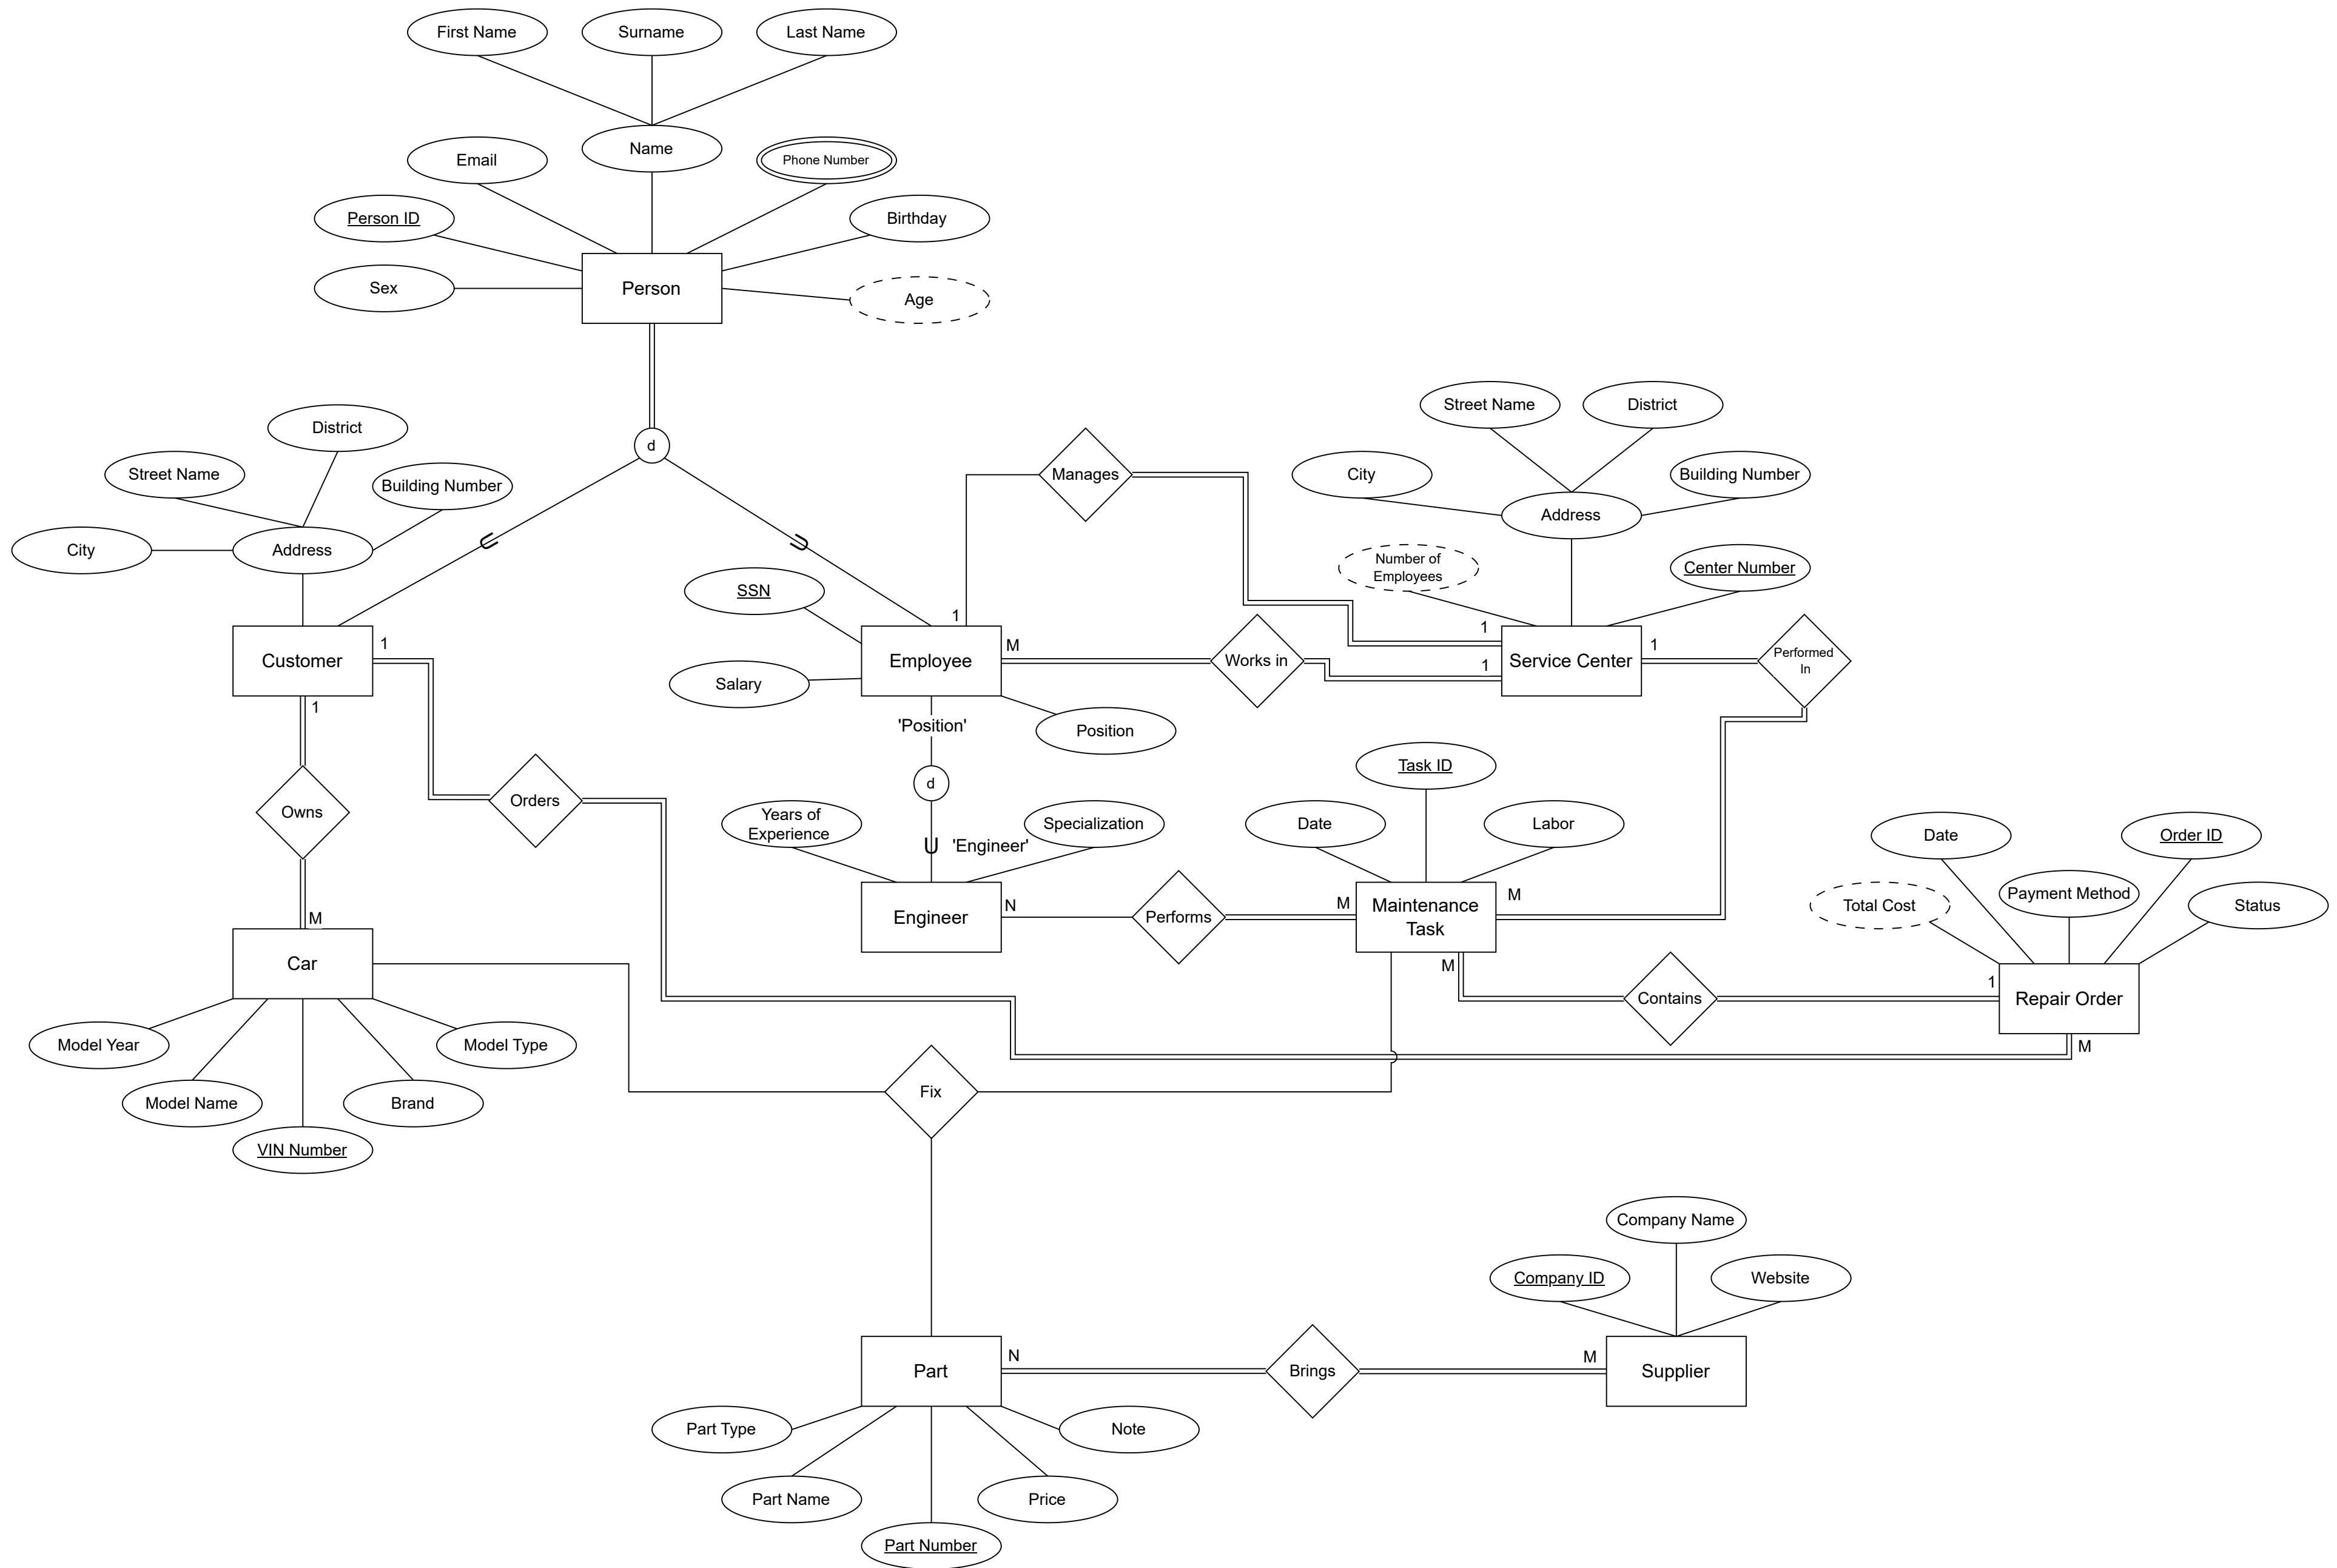 First Name
Surname
Last Name
Email
Name
Phone Number
Person ID
Birthday
Sex
Person
Age
d
District
Street Name
Building Number
City
Address
Manages
Street Name
District
City
Building Number
Address
Number of
Employees
Center Number
SSN
Salary
1
1
Customer
1
Employee
M
Works in
1
1
Service Center
1
Performed
In
'Position'
Position
d
Owns
Orders
Years of
Experience
'Engineer'
Specialization
Task ID
Date
Labor
Date
Order ID
Total Cost
Payment Method
Status
M
Car
Engineer
N
Performs
M
Maintenance
Task
M
M
Contains
1
Repair Order
M
Model Year
Model Type
Model Name
Brand
VIN Number
Fix
Company Name
Company ID
Website
Part
N
Brings
M
Supplier
Part Type
Note
Part Name
Price
Part Number